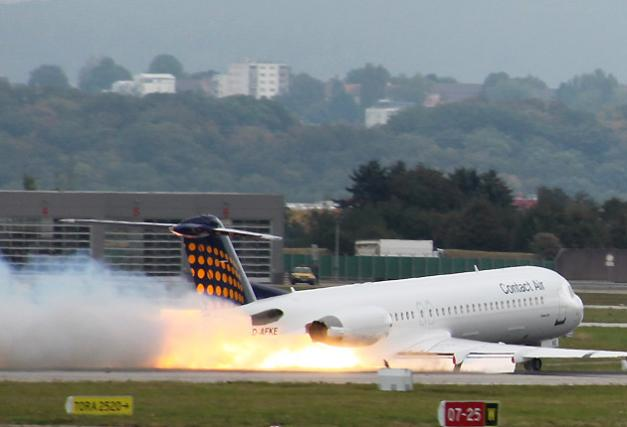 Contact Air
D-AFKE
TORA 2520→
07-25 W